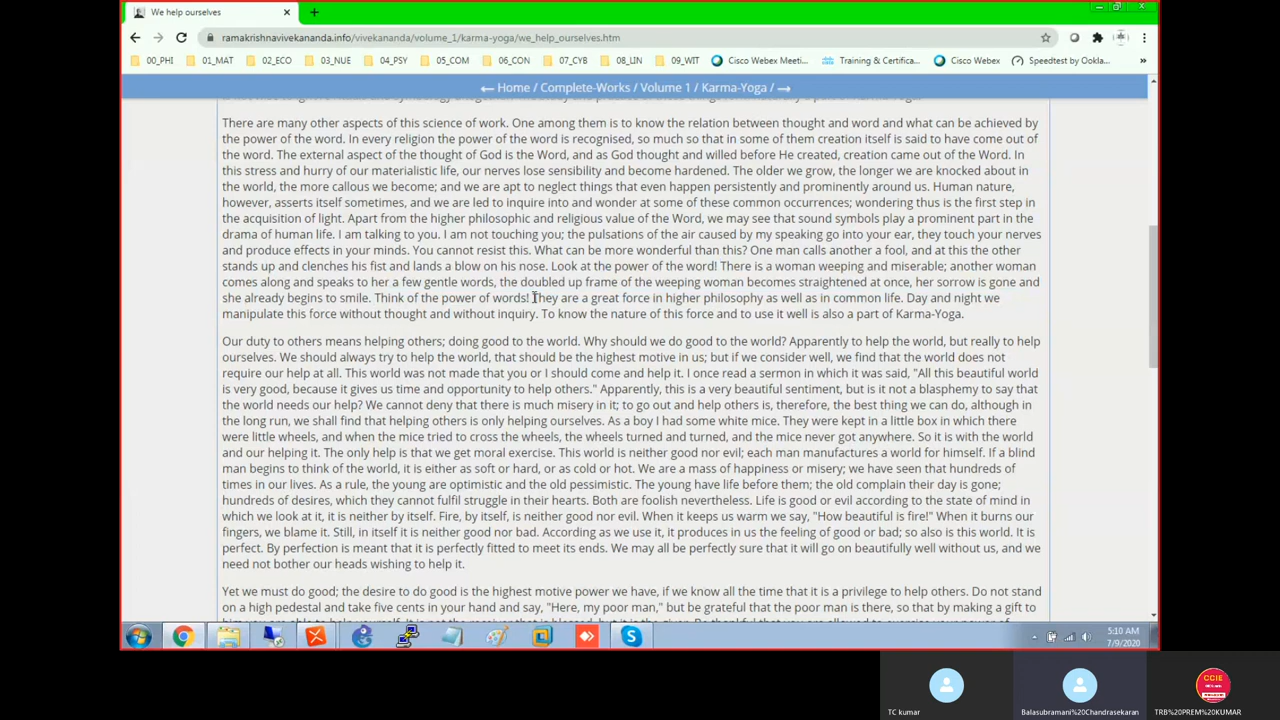 We help ourselves
ramakrishnavivekananda.info/vivekananda/volume_1/karma-yoga/we_help_ourselves.htm
00_PHI 01_MAT 02_ECO 03_NUE 04_PSY 05_COM 06_CON 07_CYB 08_LIN 09_WIT Cisco Webex Meeti... Training & Certifica... Cisco Webex Speedtest by Ookla...
Home / Complete-Works / Volume 1 / Karma-Yoga /
There are many other aspects of this science of work. One among them is to know the relation between thought and word and what can be achieved by
the power of the word. In every religion the power of the word is recognised, so much so that in some of them creation itself is said to have come out of
the word. The external aspect of the thought of God is the Word, and as God thought and willed before He created, creation came out of the Word. In
this stress and hurry of our materialistic life, our nerves lose sensibility and become hardened. The older we grow, the longer we are knocked about in
the world, the more callous we become; and we are apt to neglect things that even happen persistently and prominently around us. Human nature,
however, asserts itself sometimes, and we are led to inquire into and wonder at some of these common occurrences; wondering thus is the first step in
the acquisition of light. Apart from the higher philosophic and religious value of the Word, we may see that sound symbols play a prominent part in the
drama of human life. I am talking to you. I am not touching you; the pulsations of the air caused by my speaking go into your ear, they touch your nerves
and produce effects in your minds. You cannot resist this. What can be more wonderful than this? One man calls another a fool, and at this the other
stands up and clenches his fist and lands a blow on his nose. Look at the power of the word! There is a woman weeping and miserable; another woman
comes along and speaks to her a few gentle words, the doubled up frame of the weeping woman becomes straightened at once, her sorrow is gone and
she already begins to smile. Think of the power of words! They are a great force in higher philosophy as well as in common life. Day and night we
manipulate this force without thought and without inquiry. To know the nature of this force and to use it well is also a part of Karma-Yoga.
Our duty to others means helping others; doing good to the world. Why should we do good to the world? Apparently to help the world, but really to help
ourselves. We should always try to help the world, that should be the highest motive in us; but if we consider well, we find that the world does not
require our help at all. This world was not made that you or I should come and help it. I once read a sermon in which it was said, "All this beautiful world
is very good, because it gives us time and opportunity to help others." Apparently, this is a very beautiful sentiment, but is it not a blasphemy to say that
the world needs our help? We cannot deny that there is much misery in it; to go out and help others is, therefore, the best thing we can do, although in
the long run, we shall find that helping others is only helping ourselves. As a boy I had some white mice. They were kept in a little box in which there
were little wheels, and when the mice tried to cross the wheels, the wheels turned and turned, and the mice never got anywhere. So it is with the world
and our helping it. The only help is that we get moral exercise. This world is neither good nor evil; each man manufactures a world for himself. If a blind
man begins to think of the world, it is either as soft or hard, or as cold or hot. We are a mass of happiness or misery; we have seen that hundreds of
times in our lives. As a rule, the young are optimistic and the old pessimistic. The young have life before them; the old complain their day is gone;
hundreds of desires, which they cannot fulfil struggle in their hearts. Both are foolish nevertheless. Life is good or evil according to the state of mind in
which we look at it, it is neither by itself. Fire, by itself, is neither good nor evil. When it keeps us warm we say, "How beautiful is fire!" When it burns our
fingers, we blame it. Still, in itself it is neither good nor bad. According as we use it, it produces in us the feeling of good or bad; so also is this world. It is
perfect. By perfection is meant that it is perfectly fitted to meet its ends. We may all be perfectly sure that it will go on beautifully well without us, and we
need not bother our heads wishing to help it.
Yet we must do good; the desire to do good is the highest motive power we have, if we know all the time that it is a privilege to help others. Do not stand
on a high pedestal and take five cents in your hand and say, "Here, my poor man," but be grateful that the poor man is there, so that by making a gift to
5:10 AM
7/9/2020
CCIE
TC kumar
Balasubramani%20Chandrasekaran
TRB%20PREM%20KUMAR